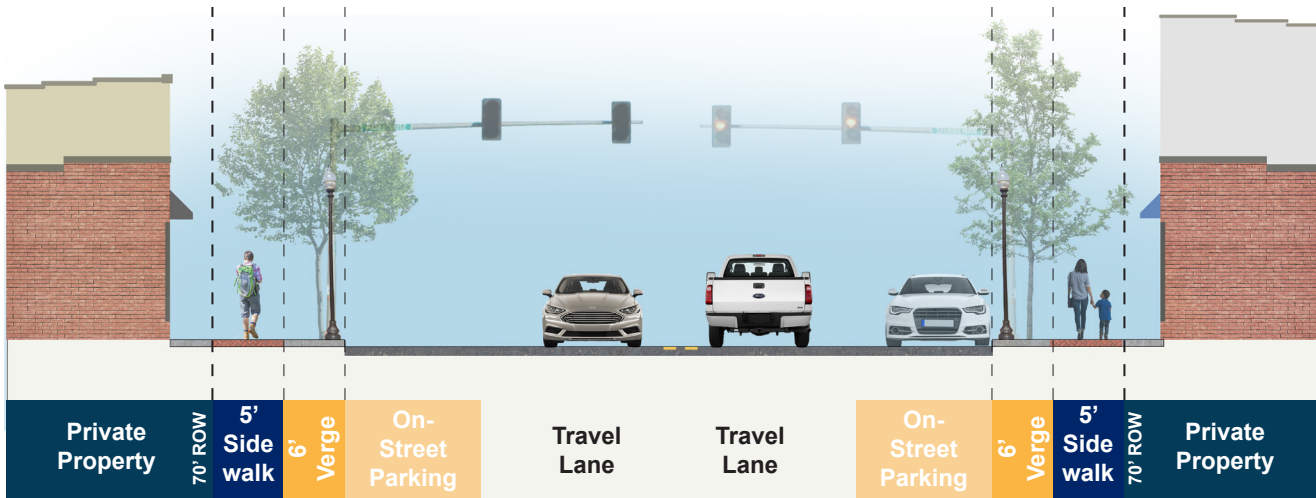 Private
Property
70' ROW
5'
Side
walk
6'
Verge
On-
Street
Parking
Travel
Lane
Travel
Lane
On-
Street
Parking
6'
Verge
5'
Side
walk
70' ROW
Private
Property